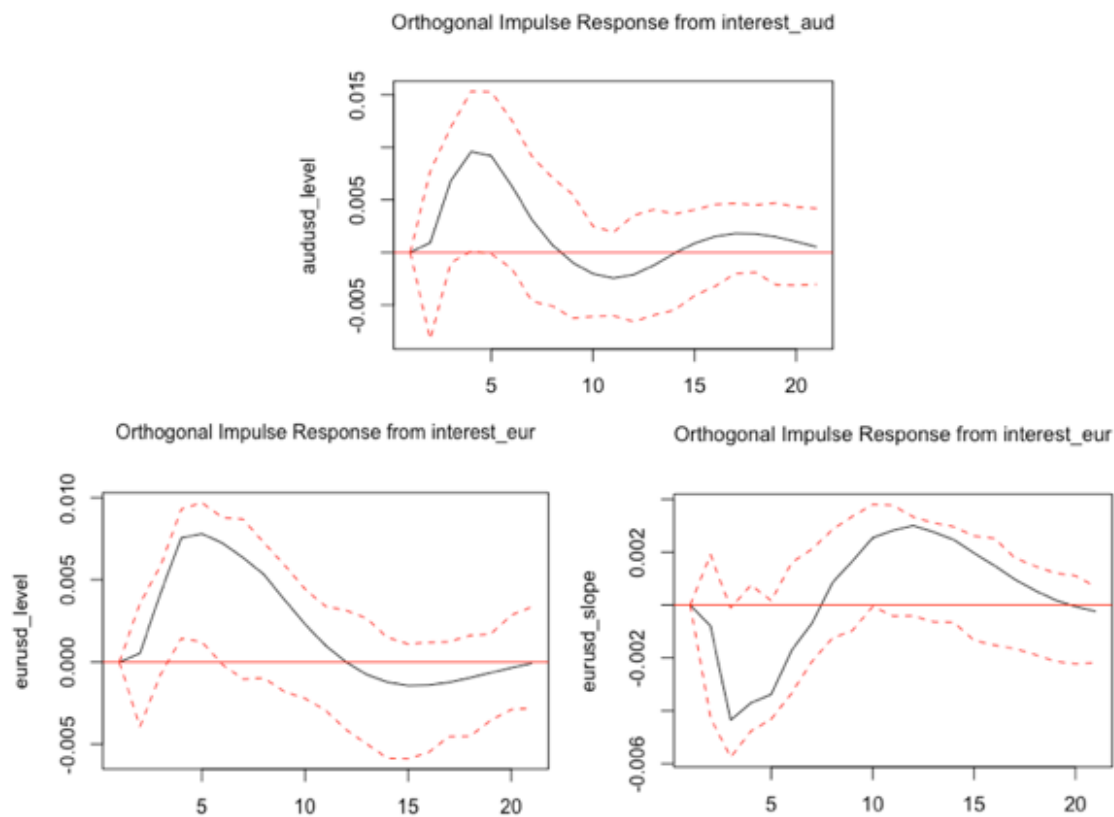 Orthogonal Impulse Response from interest_aud
audusd_level
0.015
0.005
-0.005
5 10 15 20
Orthogonal Impulse Response from interest_eur
eurusd_level
0.010
0.005
0.000
-0.005
5 10 15 20
Orthogonal Impulse Response from interest_eur
eurusd_slope
0.002
-0.002
-0.006
5 10 15 20